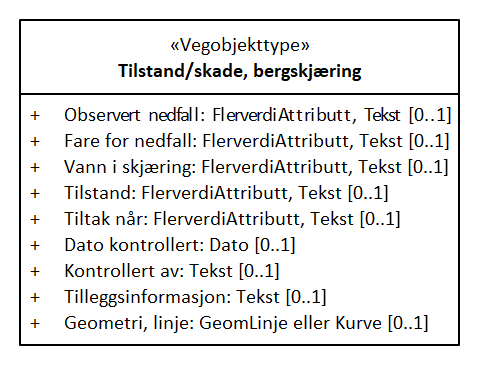 «Vegobjekttype»
Tilstand/skade, bergskjæring
+ Observert nedfall: FlerverdiAttributt, Tekst [0..1]
+ Fare for nedfall: FlerverdiAttributt, Tekst [0..1]
+ Vann i skjæring: FlerverdiAttributt, Tekst [0..1]
+ Tilstand: FlerverdiAttributt, Tekst [0..1]
+ Tiltak når: FlerverdiAttributt, Tekst [0..1]
+ Dato kontrollert: Dato [0..1]
+ Kontrollert av: Tekst [0..1]
+ Tilleggsinformasjon: Tekst [0..1]
+ Geometri, linje: GeomLinje eller Kurve [0..1]